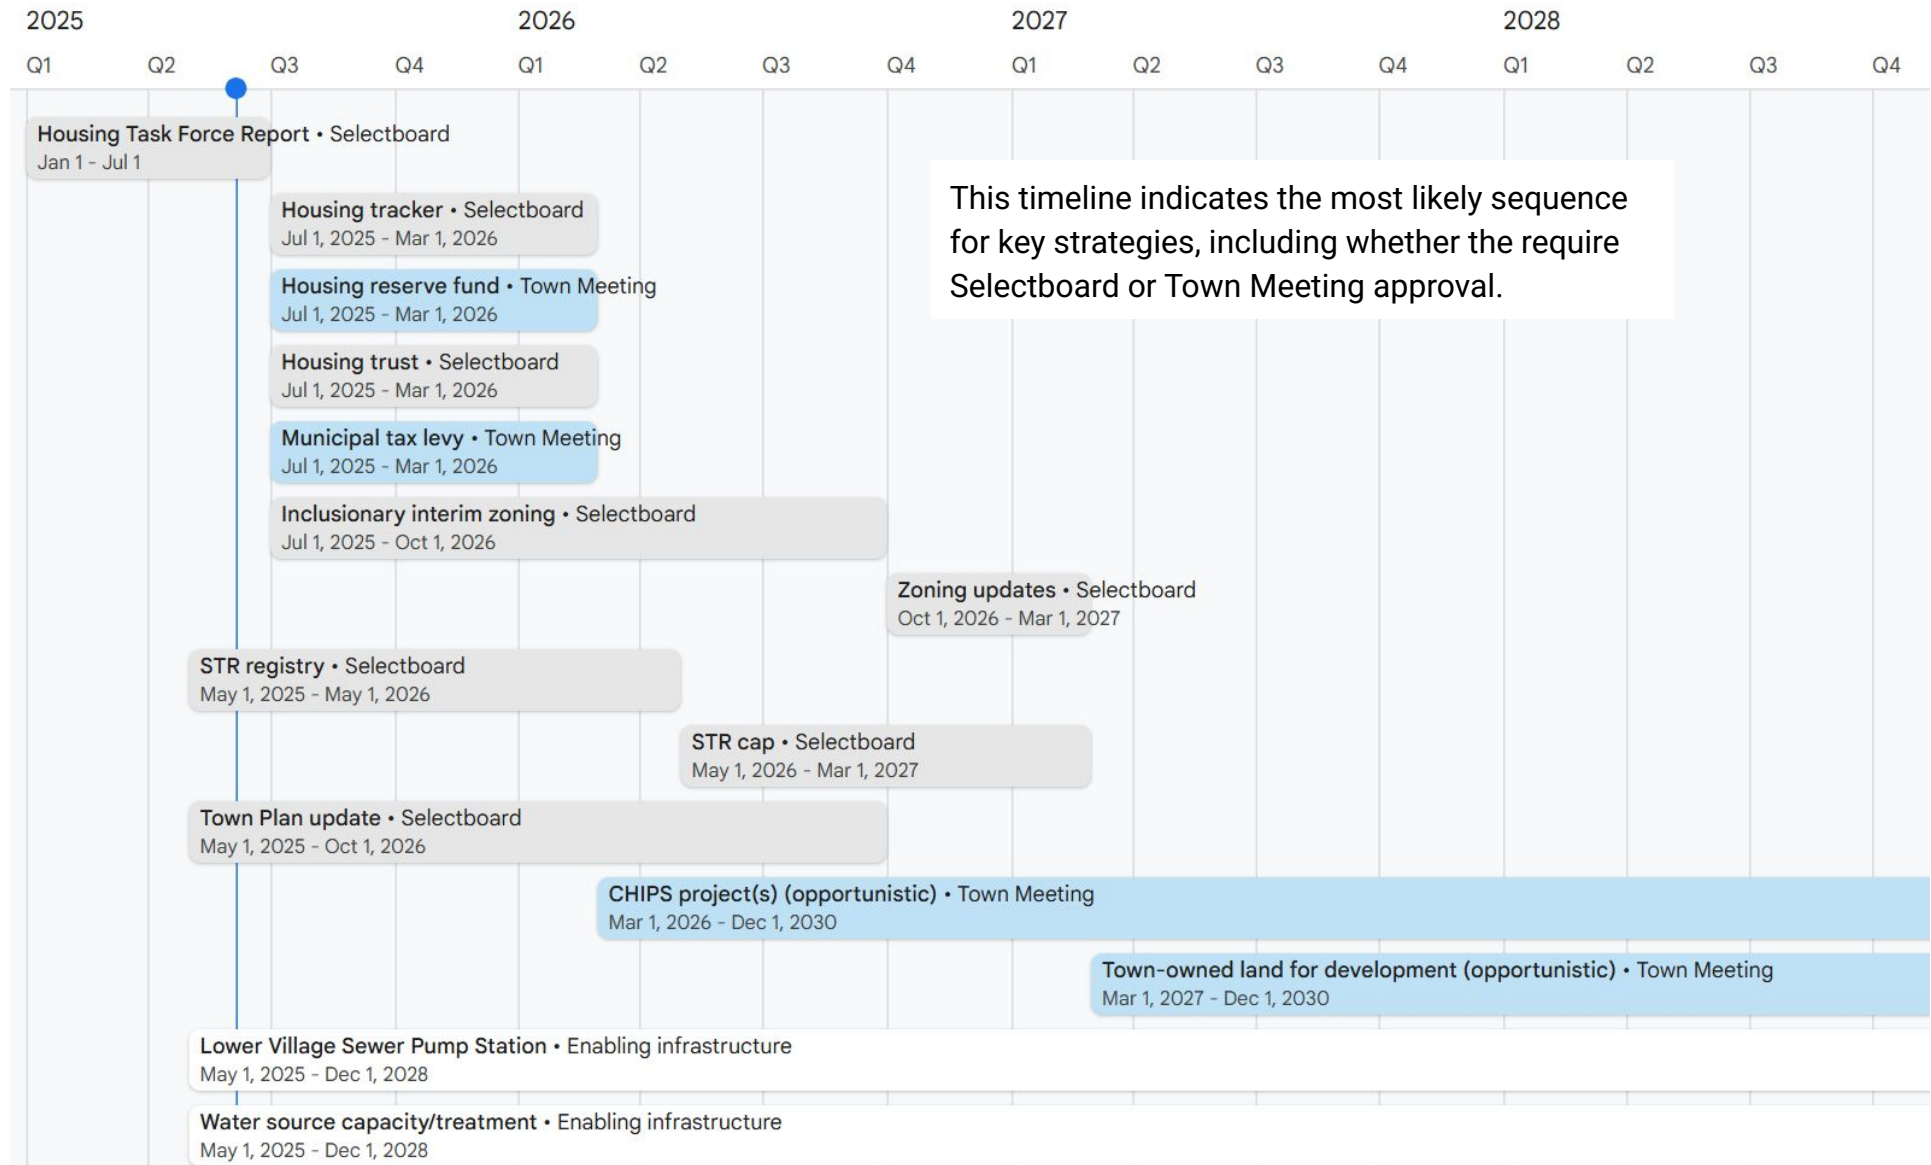 2025 2026 2027 2028
Q1 Q2 Q3 Q4 Q1 Q2 Q3 Q4 Q1 Q2 Q3 Q4 Q1 Q2 Q3 Q4
Housing Task Force Report • Selectboard
Jan 1 - Jul 1
This timeline indicates the most likely sequence
for key strategies, including whether the require
Selectboard or Town Meeting approval.
Housing tracker • Selectboard
Jul 1, 2025 - Mar 1, 2026
Housing reserve fund • Town Meeting
Jul 1, 2025 - Mar 1, 2026
Housing trust • Selectboard
Jul 1, 2025 - Mar 1, 2026
Municipal tax levy • Town Meeting
Jul 1, 2025 - Mar 1, 2026
Inclusionary interim zoning • Selectboard
Jul 1, 2025 - Oct 1, 2026
Zoning updates • Selectboard
Oct 1, 2026 - Mar 1, 2027
STR registry • Selectboard
May 1, 2025 - May 1, 2026
STR cap • Selectboard
May 1, 2026 - Mar 1, 2027
Town Plan update • Selectboard
May 1, 2025 - Oct 1, 2026
CHIPS project(s) (opportunistic) • Town Meeting
Mar 1, 2026 - Dec 1, 2030
Town-owned land for development (opportunistic) • Town Meeting
Mar 1, 2027 - Dec 1, 2030
Lower Village Sewer Pump Station • Enabling infrastructure
May 1, 2025 - Dec 1, 2028
Water source capacity/treatment • Enabling infrastructure
May 1, 2025 - Dec 1, 2028